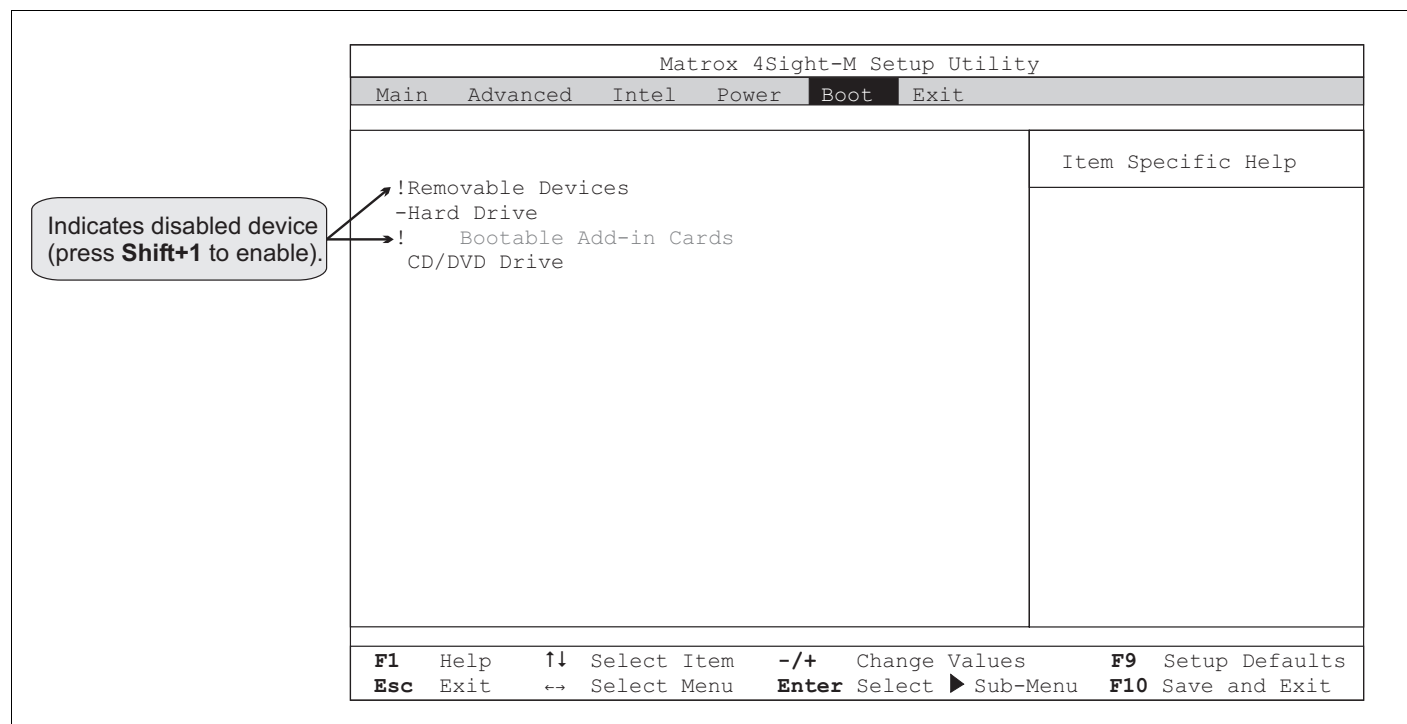 Matrox 4Sight-M Setup Utility
Main Advanced Intel Power Boot Exit
Item Specific Help
!Removable Devices
-Hard Drive
! Bootable Add-in Cards
CD/DVD Drive
Indicates disabled device
(press Shift+1 to enable).
F1 Help ↑↓ Select Item -/+ Change Values F9 Setup Defaults
Esc Exit ←→ Select Menu Enter Select ▶ Sub-Menu F10 Save and Exit